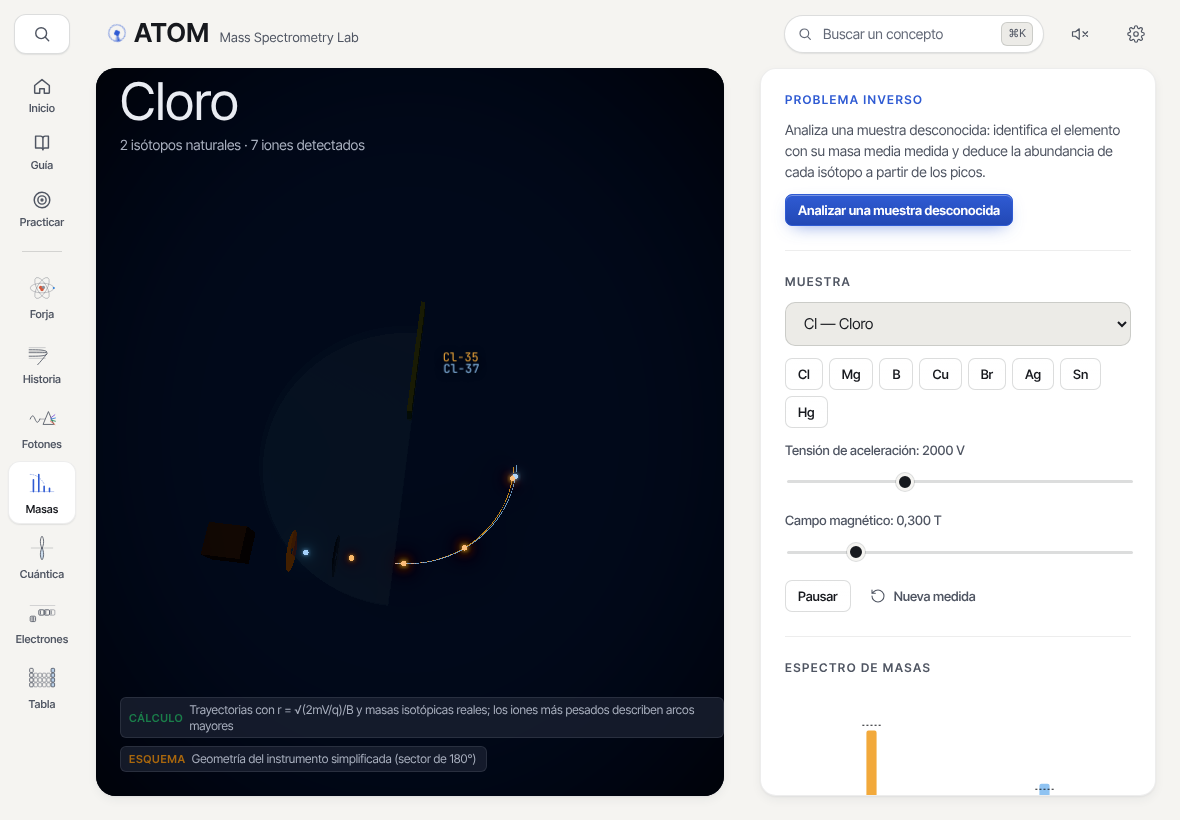 ATOM Mass Spectrometry Lab
Buscar un concepto ⌘K
Inicio
Guía
Practicar
Forja
Historia
Fotones
Masas
Cuántica
Electrones
Tabla
Cloro
2 isótopos naturales · 7 iones detectados
Cl-35
Cl-37
CÁLCULO Trayectorias con r = √(2mV/q)/B y masas isotópicas reales; los iones más pesados describen arcos
mayores
ESQUEMA Geometría del instrumento simplificada (sector de 180°)
PROBLEMA INVERSO
Analiza una muestra desconocida: identifica el elemento
con su masa media medida y deduce la abundancia de
cada isótopo a partir de los picos.
Analizar una muestra desconocida
MUESTRA
Cl — Cloro
Cl Mg B Cu Br Ag Sn
Hg
Tensión de aceleración: 2000 V
Campo magnético: 0,300 T
Pausar Nueva medida
ESPECTRO DE MASAS